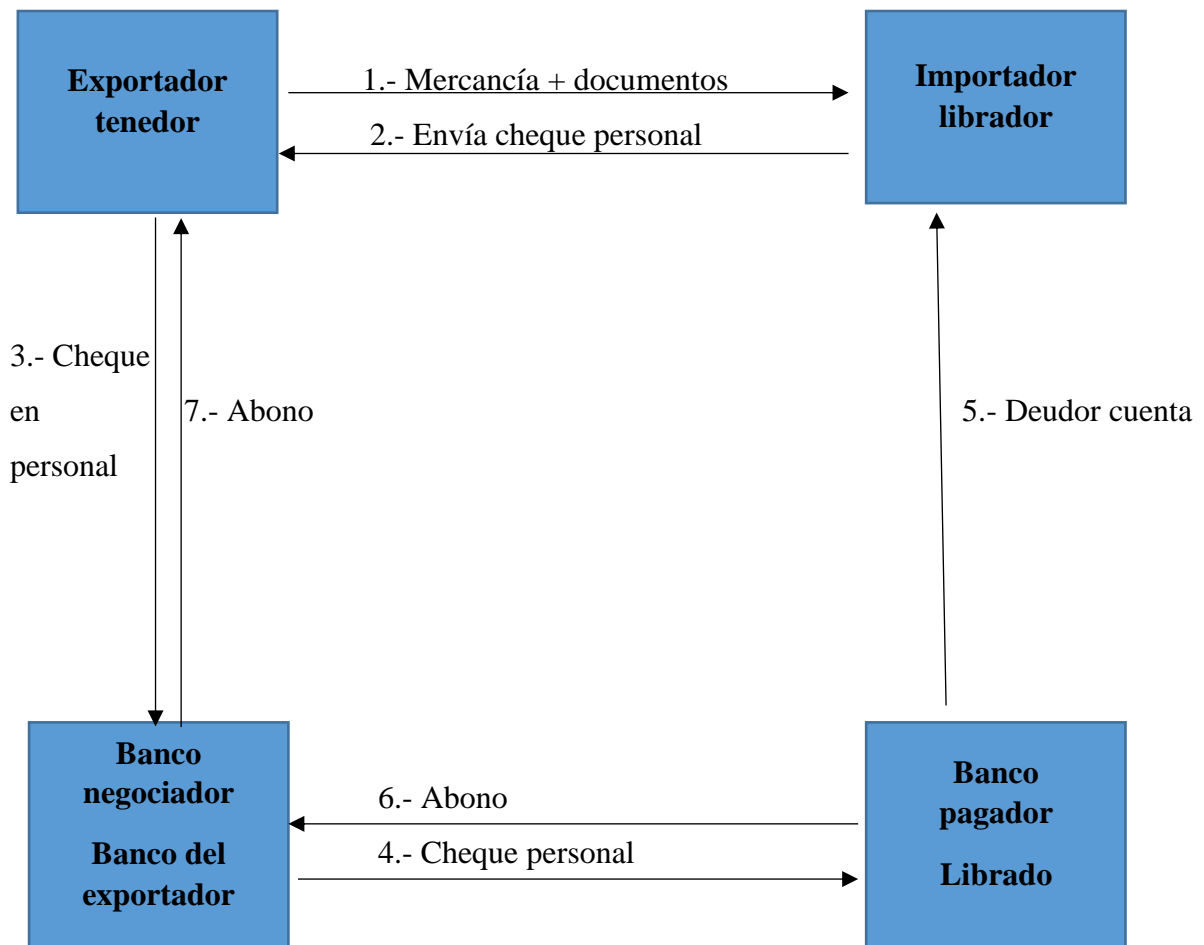 Exportador
tenedor
1.- Mercancía + documentos
2.- Envía cheque personal
Importador
librador
3.- Cheque
en
personal
7.- Abono
5.- Deudor cuenta
Banco
negociador
Banco del
exportador
6.- Abono
4.- Cheque personal
Banco
pagador
Librado